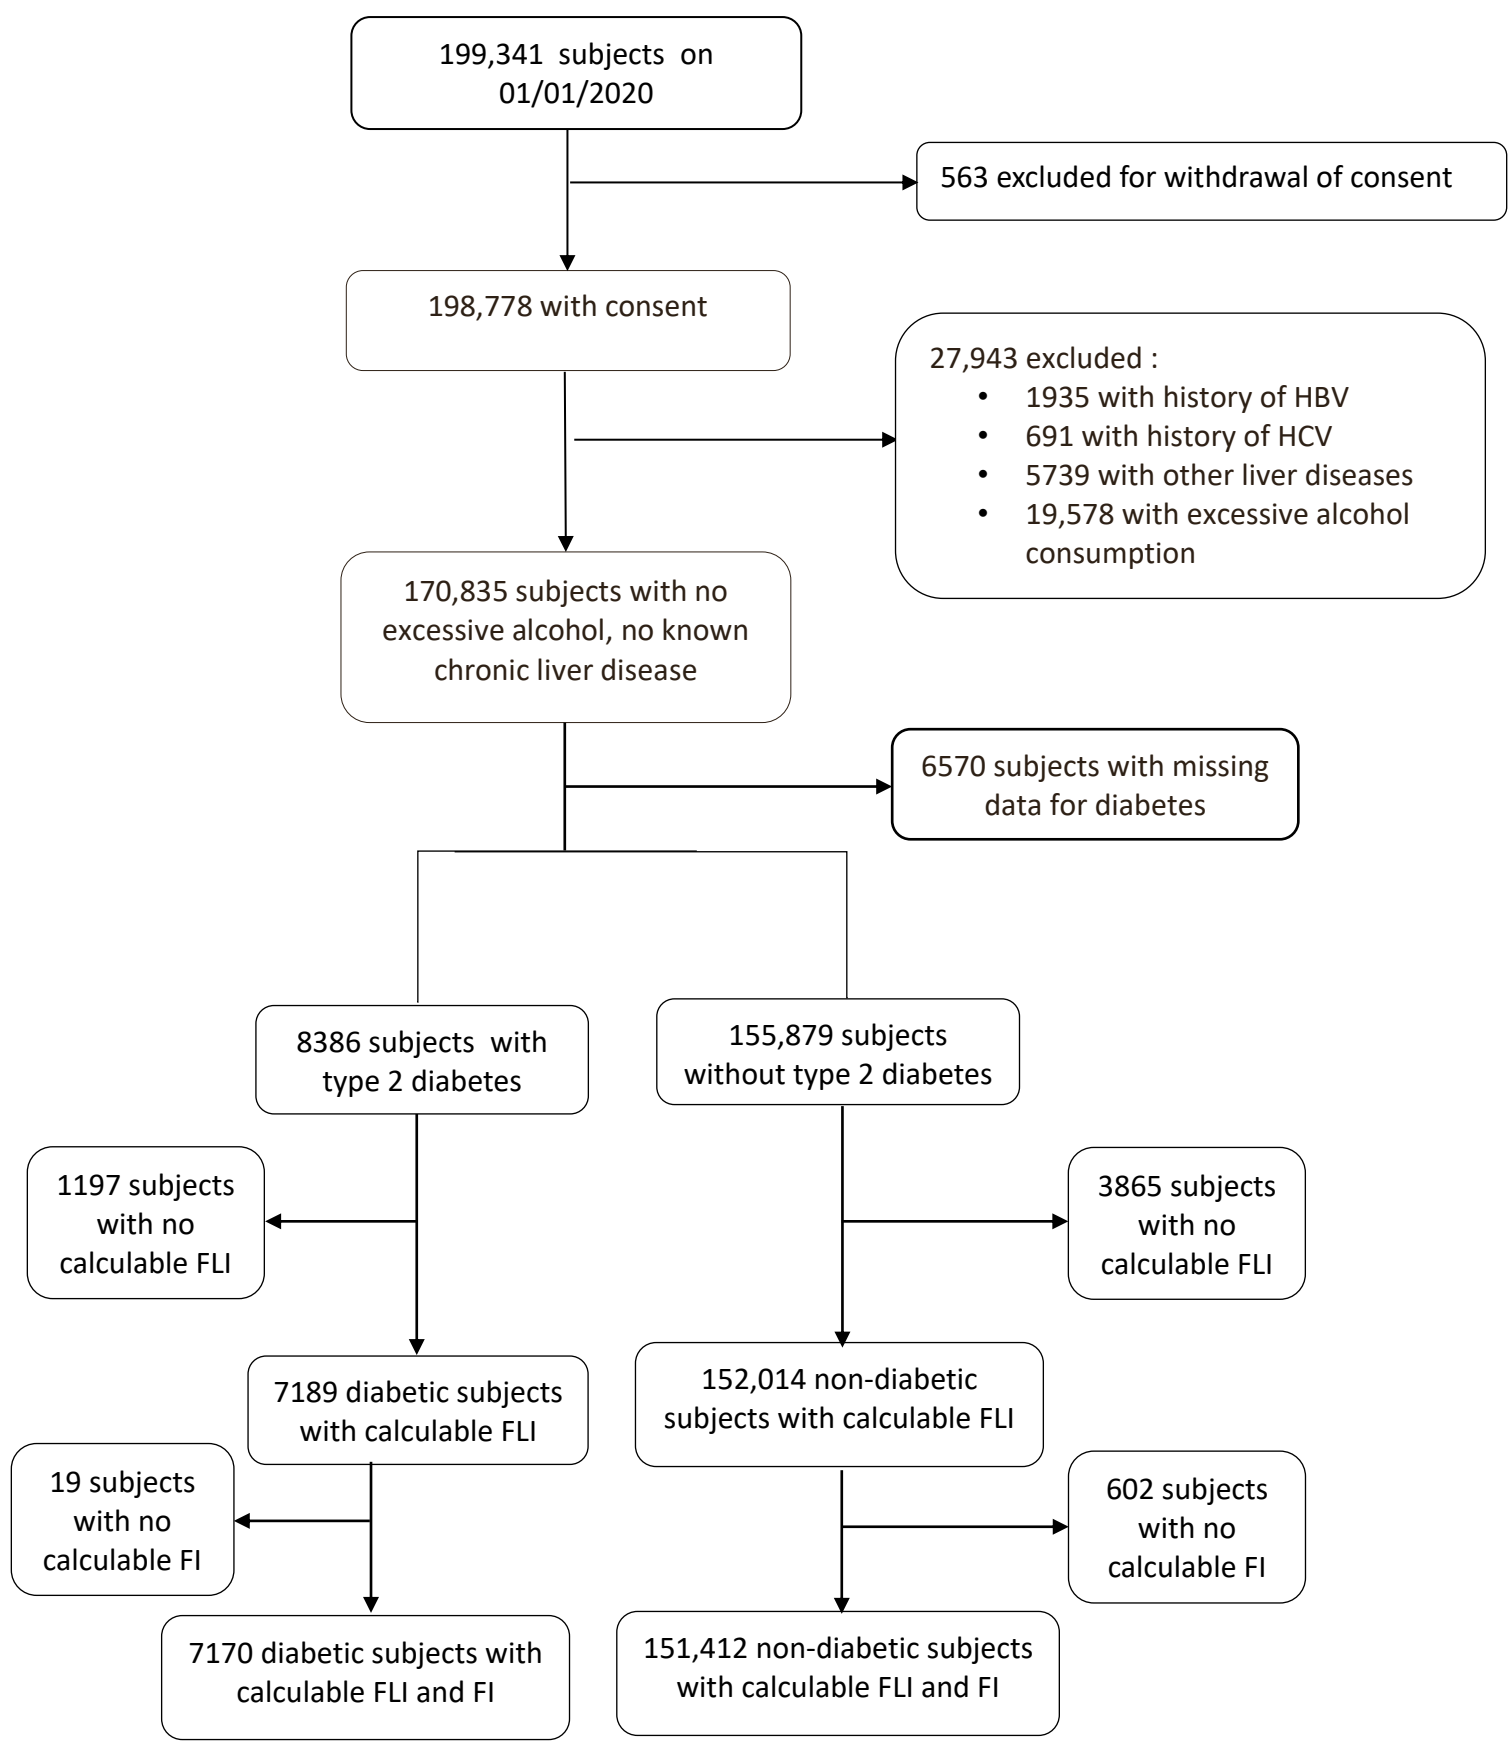 199,341 subjects on
01/01/2020
563 excluded for withdrawal of consent
198,778 with consent
27,943 excluded :
• 1935 with history of HBV
• 691 with history of HCV
• 5739 with other liver diseases
• 19,578 with excessive alcohol
consumption
170,835 subjects with no
excessive alcohol, no known
chronic liver disease
6570 subjects with missing
data for diabetes
8386 subjects with
type 2 diabetes
155,879 subjects
without type 2 diabetes
1197 subjects
with no
calculable FLI
3865 subjects
with no
calculable FLI
7189 diabetic subjects
with calculable FLI
152,014 non-diabetic
subjects with calculable FLI
19 subjects
with no
calculable FI
602 subjects
with no
calculable FI
7170 diabetic subjects with
calculable FLI and FI
151,412 non-diabetic subjects
with calculable FLI and FI